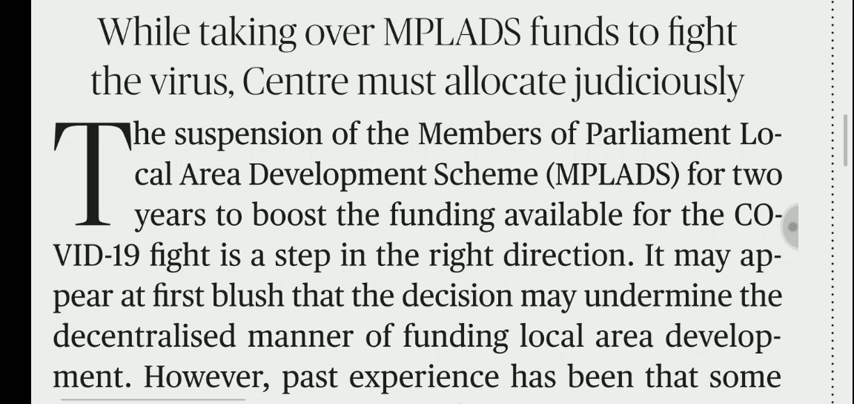 While taking over MPLADS funds to fight
the virus, Centre must allocate judiciously
The suspension of the Members of Parliament Lo-
cal Area Development Scheme (MPLADS) for two
years to boost the funding available for the CO-
VID-19 fight is a step in the right direction. It may ap-
pear at first blush that the decision may undermine the
decentralised manner of funding local area develop-
ment. However, past experience has been that some